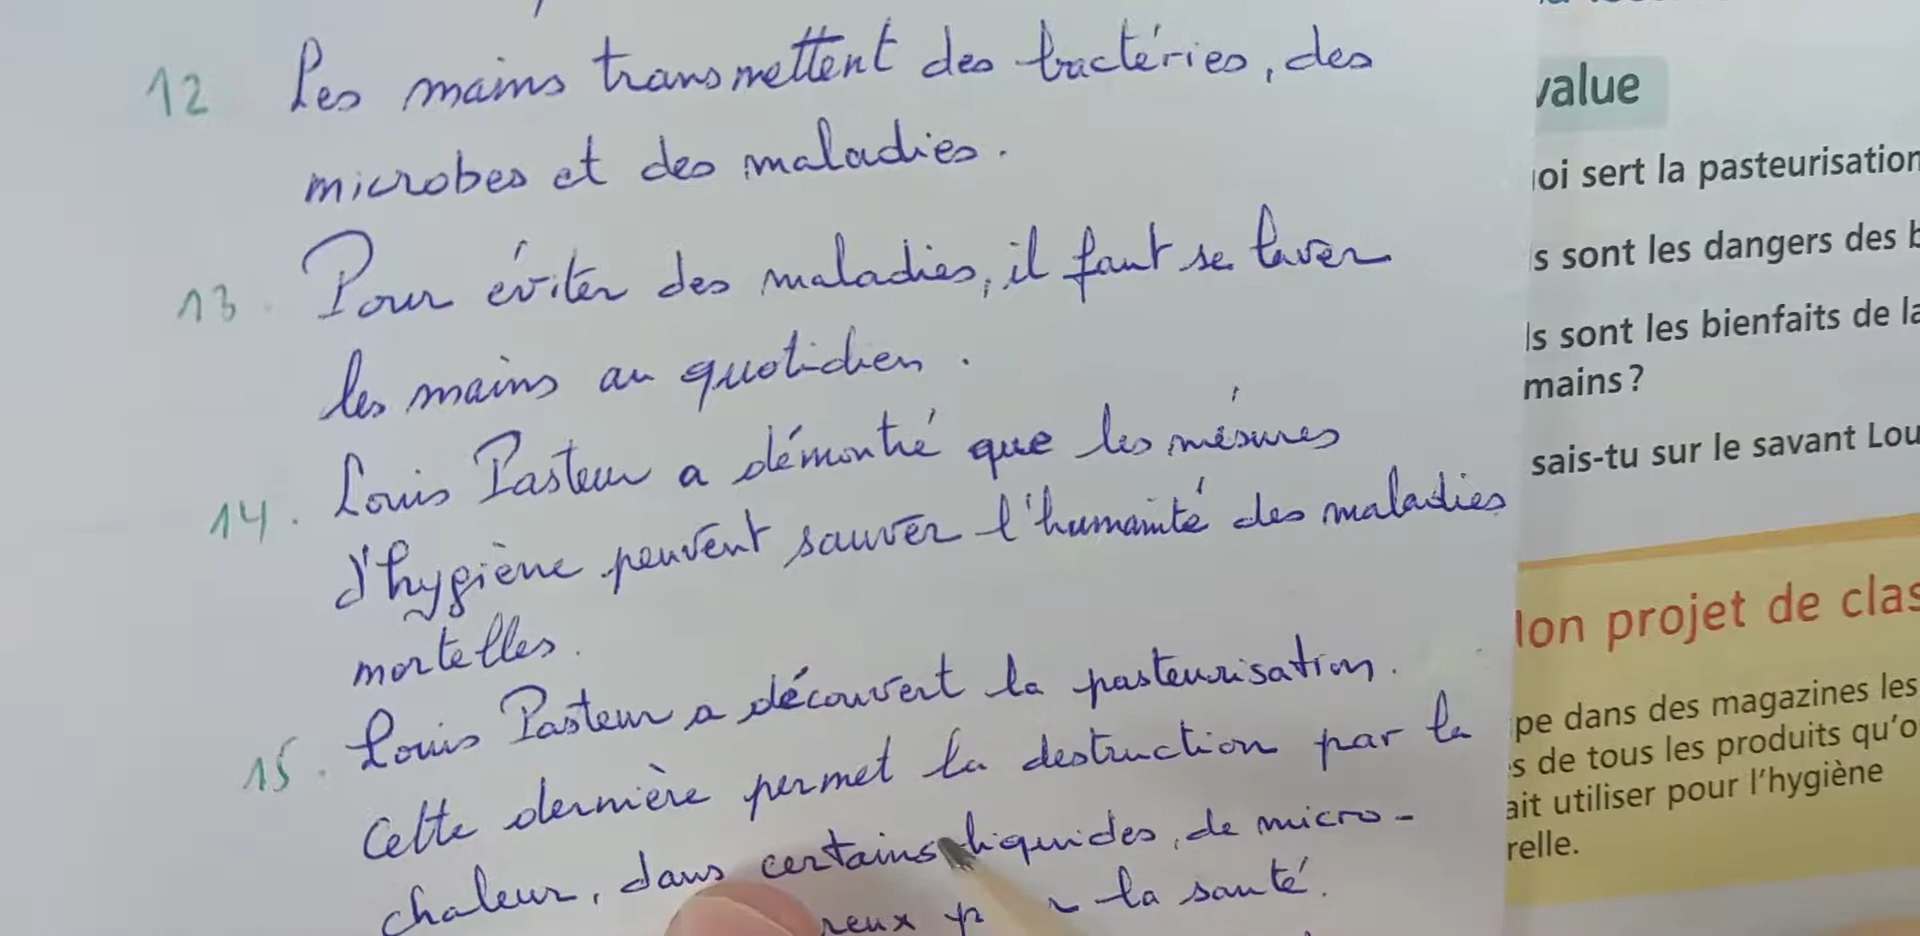 12 Les mains transmettent des bactéries, des
microbes et des maladies.
13. Pour éviter des maladies, il faut se laver
les mains au quotidien.
14. Louis Pasteur a démontré que les mésures
d'hygiène peuvent sauver l'humanité des maladies
mortelles.
15. Louis Pasteur a découvert la pasteurisation.
Cette dernière permet la destruction par la
chaleur, dans certains liquides, de micro-
reux la santé.
value
oi sert la pasteurisation
s sont les dangers des b
ls sont les bienfaits de la
mains ?
sais-tu sur le savant Lou
on projet de clas
pe dans des magazines les
s de tous les produits qu'o
ait utiliser pour l'hygiène
relle.